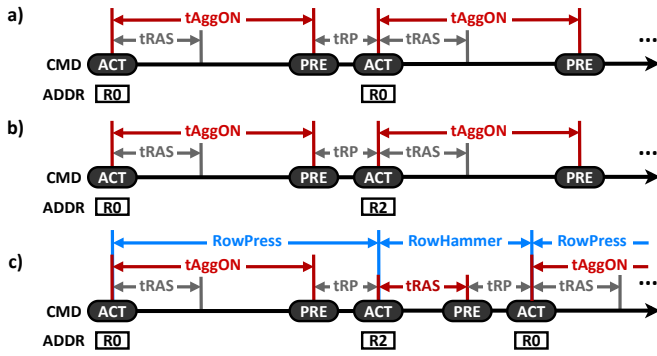 a) tAggON tAggON
tRAS tRP tRAS ...
CMD ACT PRE ACT PRE
ADDR R0 R0
b) tAggON tAggON
tRAS tRP tRAS ...
CMD ACT PRE ACT PRE
ADDR R0 R2
RowPress RowHammer RowPress
c) tAggON tAggON
tRAS tRP tRAS tRP tRAS ...
CMD ACT PRE ACT PRE ACT
ADDR R0 R2 R0